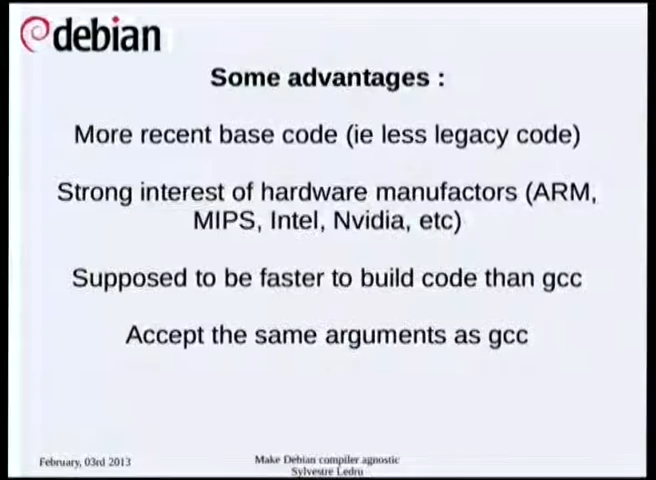 debian
Some advantages :
More recent base code (ie less legacy code)
Strong interest of hardware manufactors (ARM,
MIPS, Intel, Nvidia, etc)
Supposed to be faster to build code than gcc
Accept the same arguments as gcc
February, 03rd 2013
Make Debian compiler agnostic
Sylvestre Ledru